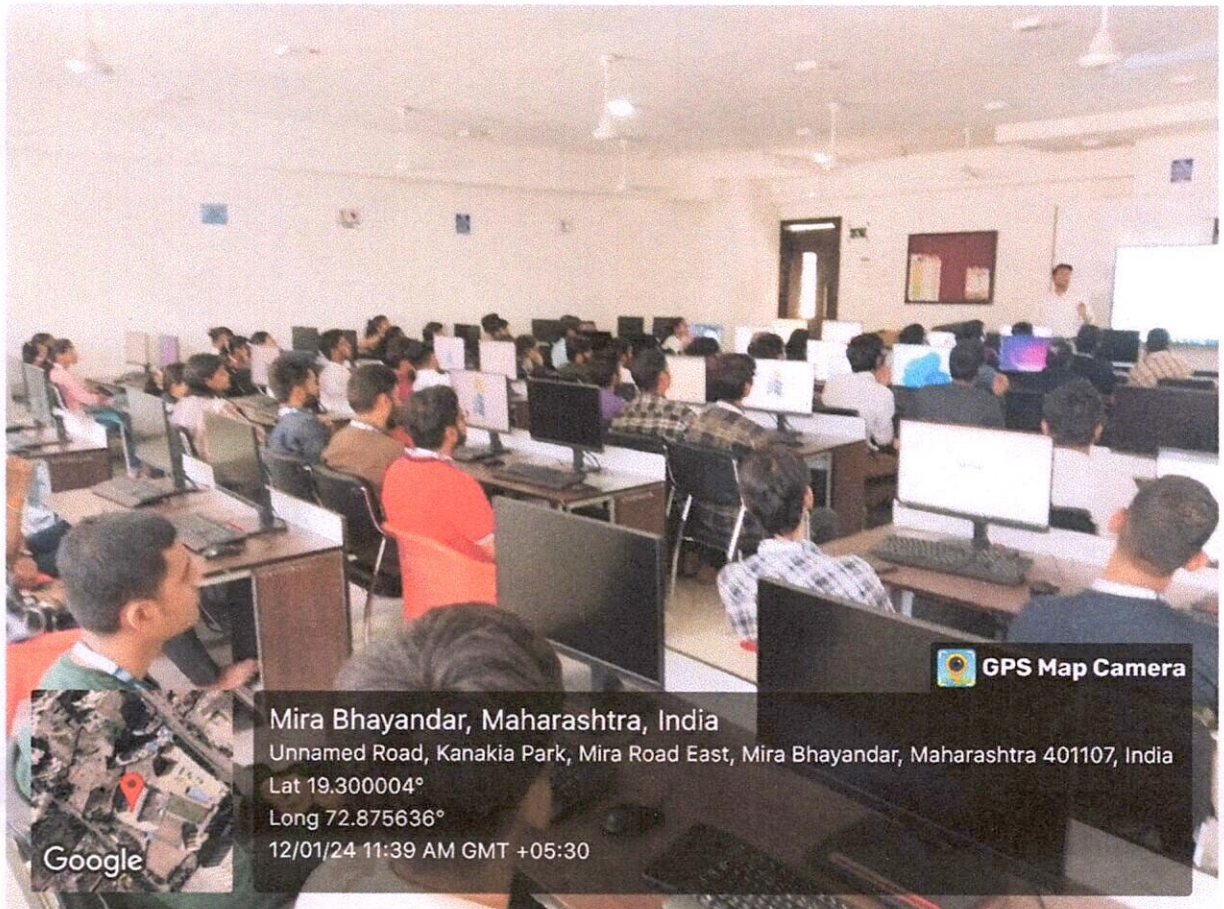 GPS Map Camera
Mira Bhayandar, Maharashtra, India
Unnamed Road, Kanakia Park, Mira Road East, Mira Bhayandar, Maharashtra 401107, India
Lat 19.300004°
Long 72.875636°
12/01/24 11:39 AM GMT +05:30
Google